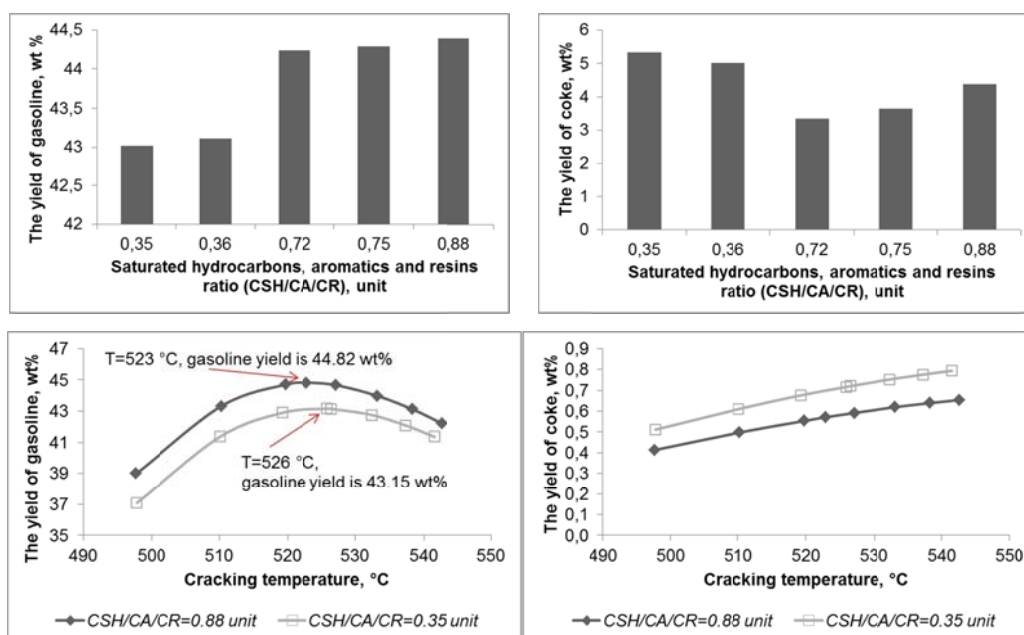 The yield of gasoline, wt %
44,5
44
43,5
43
42,5
42
0,35 0,36 0,72 0,75 0,88
Saturated hydrocarbons, aromatics and resins
ratio (CSH/CA/CR), unit
The yield of coke, wt%
6
5
4
3
2
1
0
0,35 0,36 0,72 0,75 0,88
Saturated hydrocarbons, aromatics and resins
ratio (CSH/CA/CR), unit
The yield of gasoline, wt%
47
45
43
41
39
37
35
T=523 °C, gasoline yield is 44.82 wt%
T=526 °C,
gasoline yield is 43.15 wt%
490 500 510 520 530 540 550
Cracking temperature, °C
CSH/CA/CR=0.88 unit CSH/CA/CR=0.35 unit
The yield of coke, wt%
0,9
0,8
0,7
0,6
0,5
0,4
0,3
0,2
0,1
0,0
490 500 510 520 530 540 550
Cracking temperature, °C
CSH/CA/CR=0.88 unit CSH/CA/CR=0.35 unit